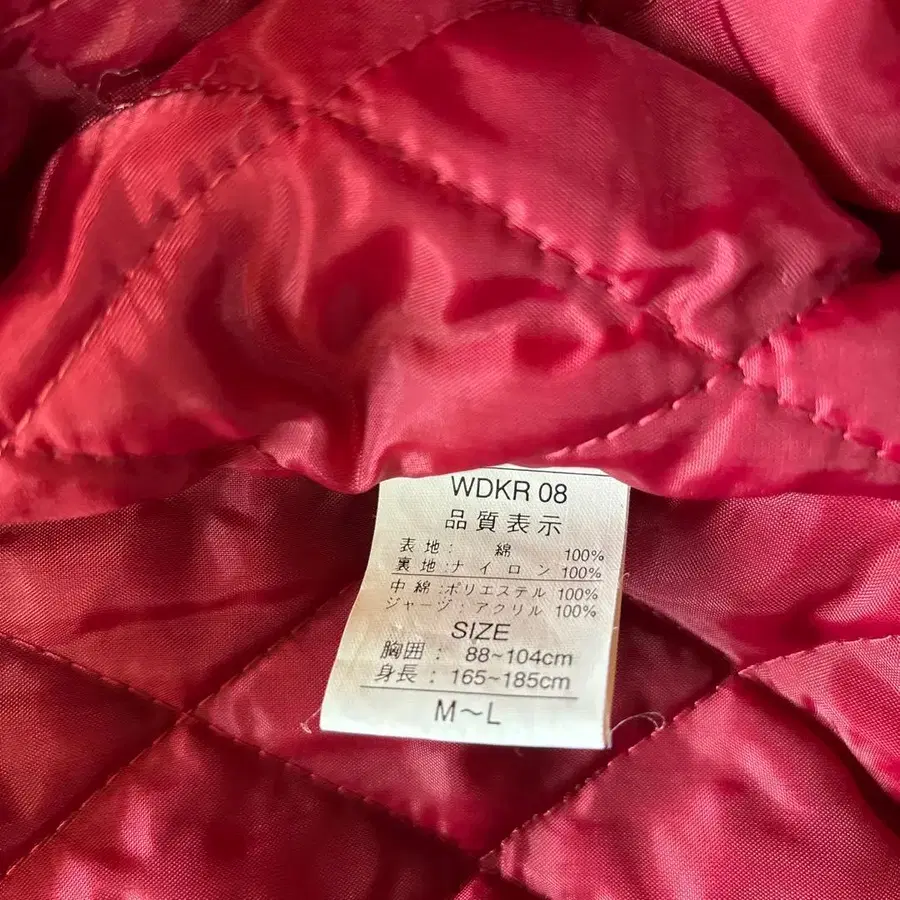 WDKR 08
品質表示
表地: 綿 100%
裏地:ナイロン 100%
中綿:ポリエステル 100%
ジャージ:アクリル 100%
SIZE
胸囲: 88~104cm
身長: 165~185cm
M~L